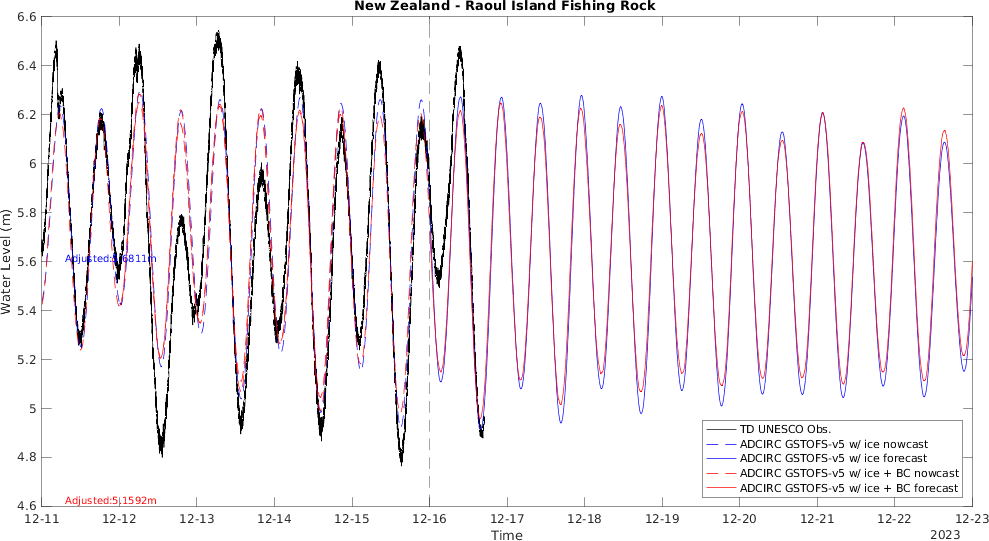 New Zealand - Raoul Island Fishing Rock
6.6
6.4
6.2
6
5.8
5.6
5.4
5.2
5
4.8
4.6
Water Level (m)
Adjusted:5.6811m
Adjusted:5.1592m
TD UNESCO Obs.
ADCIRC GSTOFS-v5 w/ ice nowcast
ADCIRC GSTOFS-v5 w/ ice forecast
ADCIRC GSTOFS-v5 w/ ice + BC nowcast
ADCIRC GSTOFS-v5 w/ ice + BC forecast
12-11 12-12 12-13 12-14 12-15 12-16 12-17 12-18 12-19 12-20 12-21 12-22 12-23
Time
2023